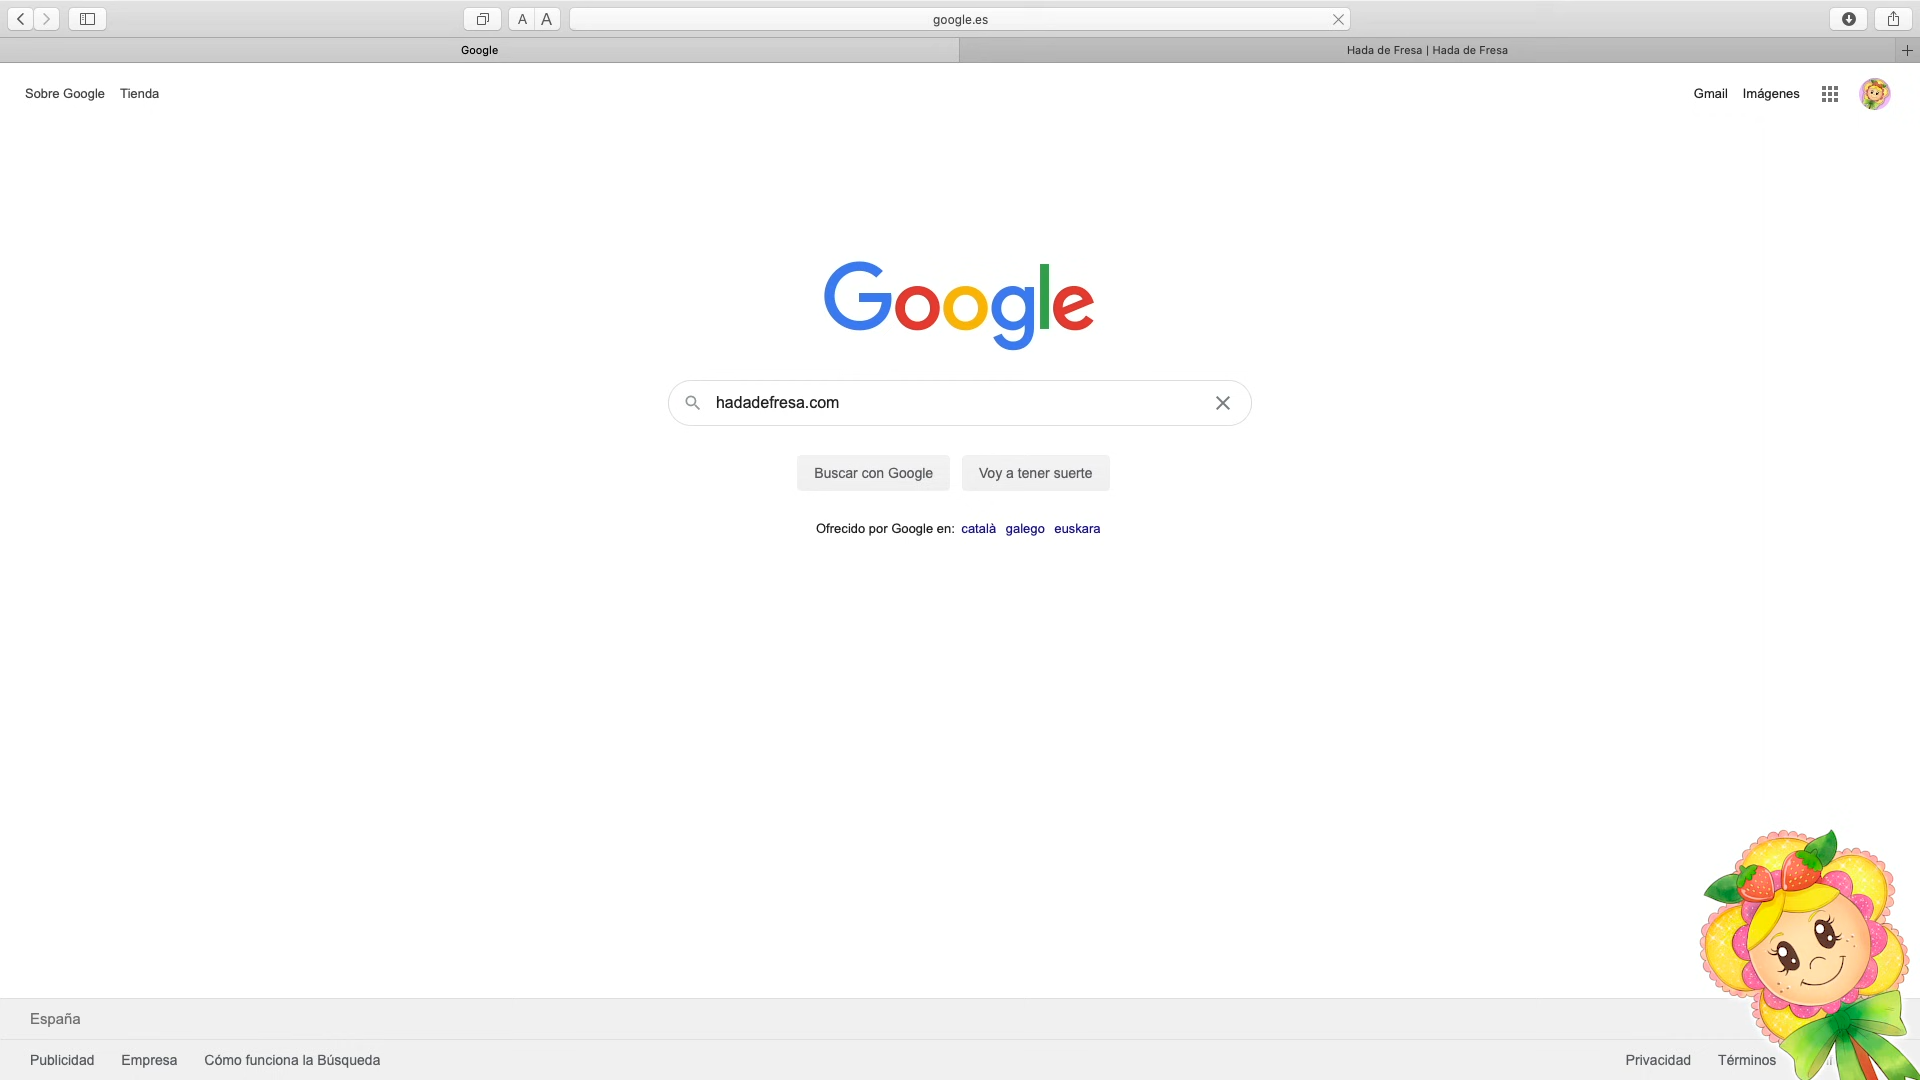 A A
google.es
Google
Hada de Fresa | Hada de Fresa
Sobre Google Tienda
Gmail Imágenes
Google
hadadefresa.com
Buscar con Google Voy a tener suerte
Ofrecido por Google en: català galego euskara
España
Publicidad Empresa Cómo funciona la Búsqueda
Privacidad Términos